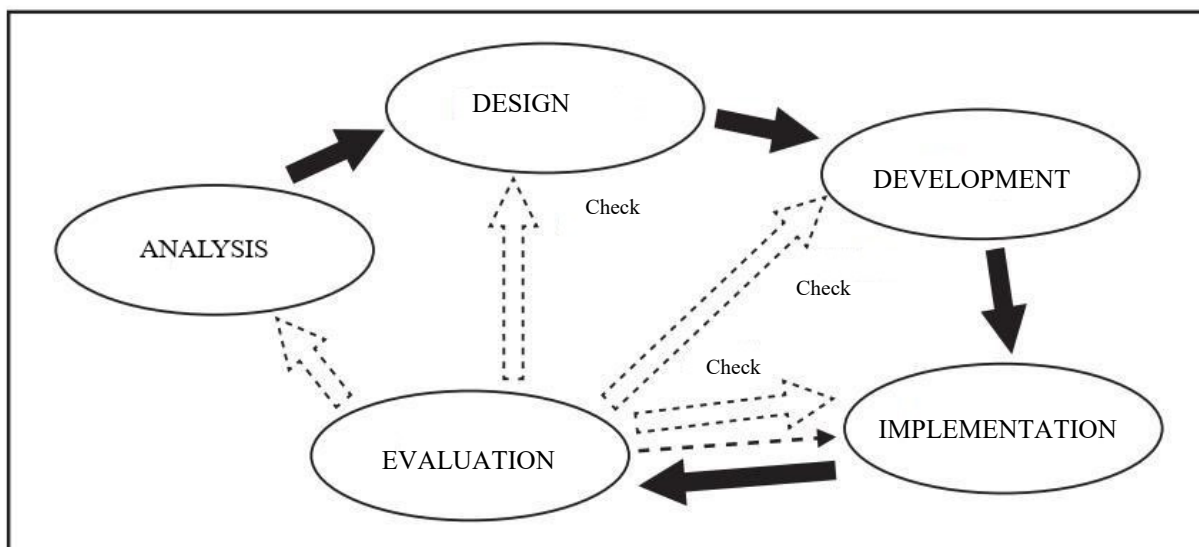 DESIGN
DEVELOPMENT
Check
ANALYSIS
Check
Check
IMPLEMENTATION
EVALUATION